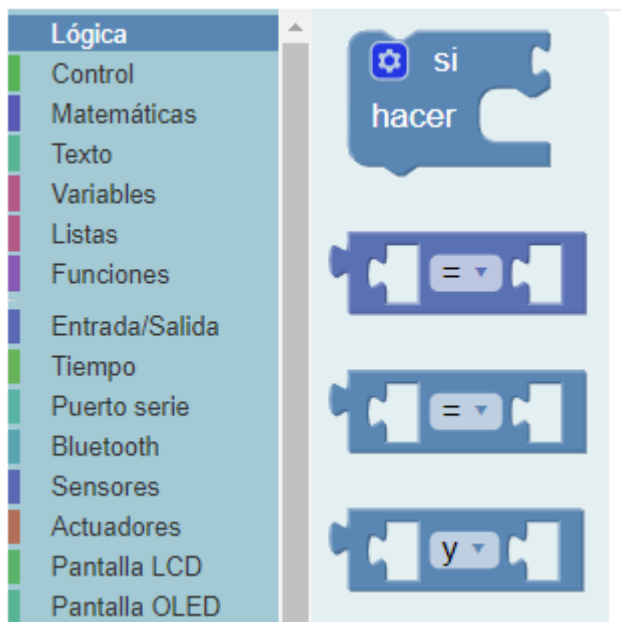 Lógica
Control
Matemáticas
Texto
Variables
Listas
Funciones
Entrada/Salida
Tiempo
Puerto serie
Bluetooth
Sensores
Actuadores
Pantalla LCD
Pantalla OLED
si
hacer
=
=
y